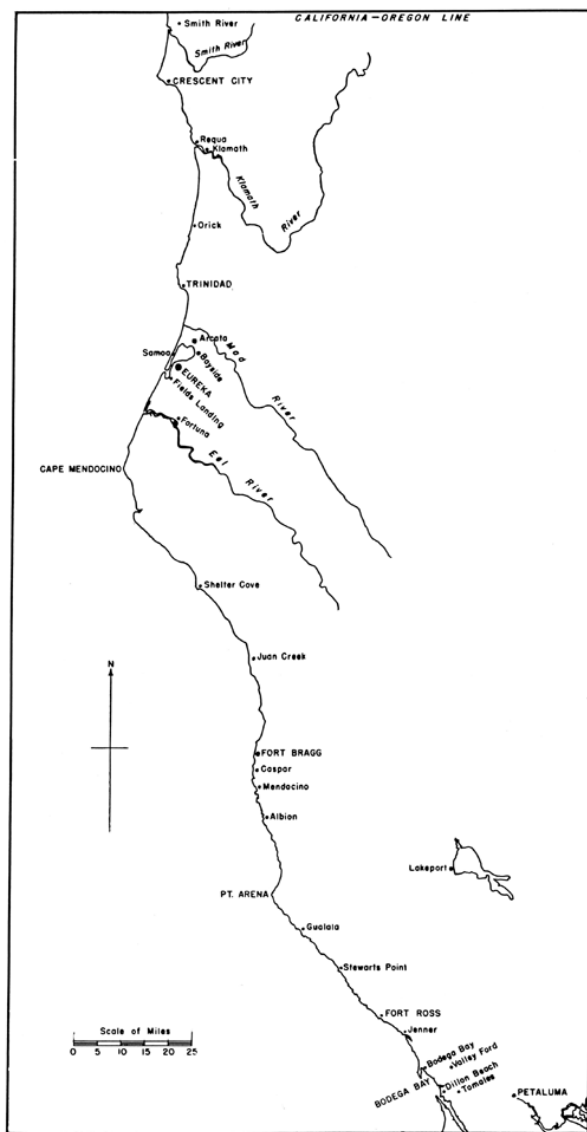 CALIFORNIA—OREGON LINE
Smith River
Smith River
CRESCENT CITY
Requa
Klamath
Klamath
River
Orick
TRINIDAD
Arcata
Mad
Samoa
Bayside
EUREKA
Fields Landing
River
Fortuna
Eel
River
CAPE MENDOCINO
Shelter Cove
Juan Creek
N
FORT BRAGG
Caspar
Mendocino
Albion
Lakeport
PT. ARENA
Gualala
Stewarts Point
FORT ROSS
Scale of Miles
0 5 10 15 20 25
Jenner
Bodega Bay
Valley Ford
BODEGA BAY
Dillon Beach
Tomales
PETALUMA